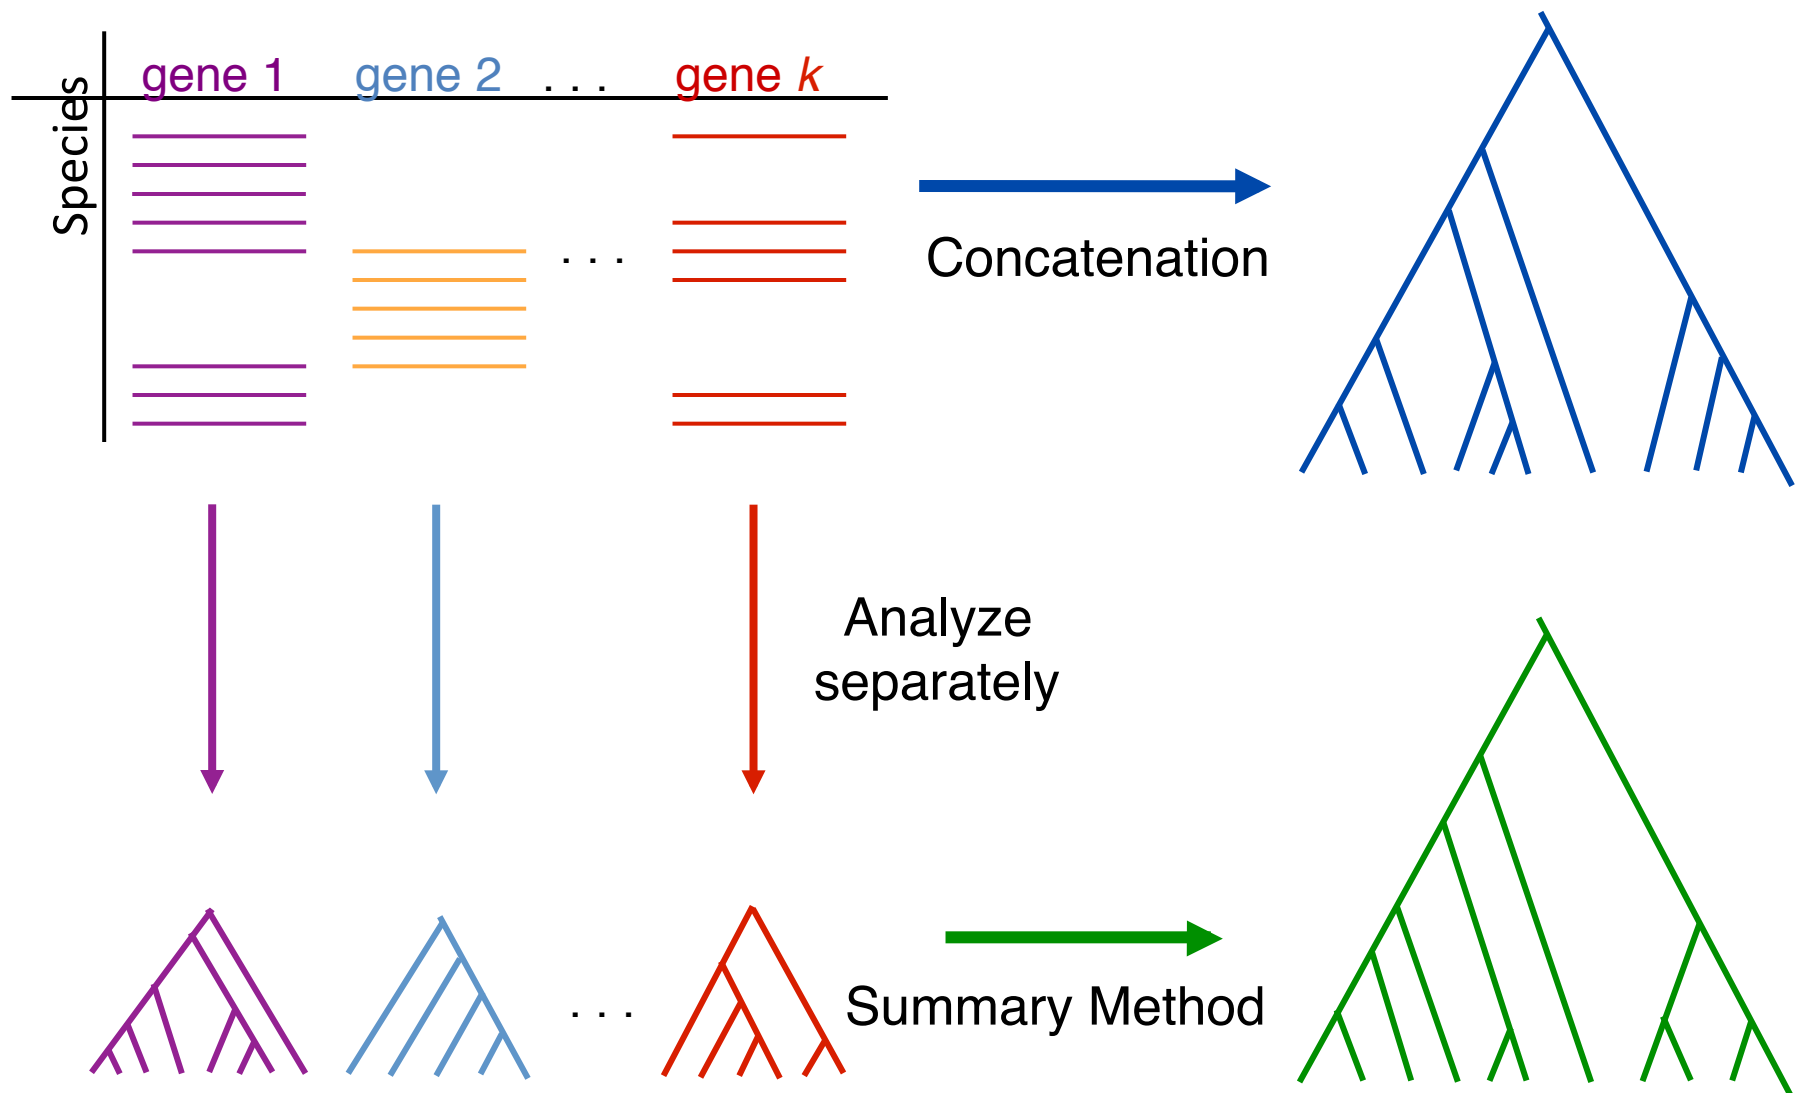 gene 1 gene 2 . . . gene k
Species
. . .
Concatenation
Analyze
separately
. . .
Summary Method